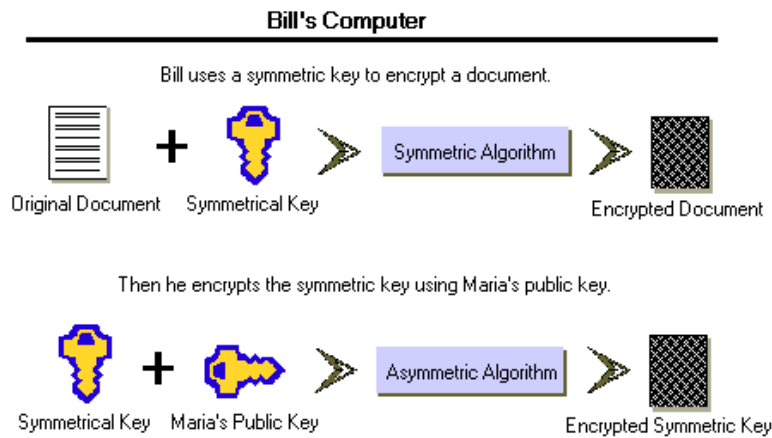 Bill's Computer
Bill uses a symmetric key to encrypt a document.
Symmetric Algorithm
Original Document
Symmetrical Key
Encrypted Document
Then he encrypts the symmetric key using Maria's public key.
Asymmetric Algorithm
Symmetrical Key
Maria's Public Key
Encrypted Symmetric Key